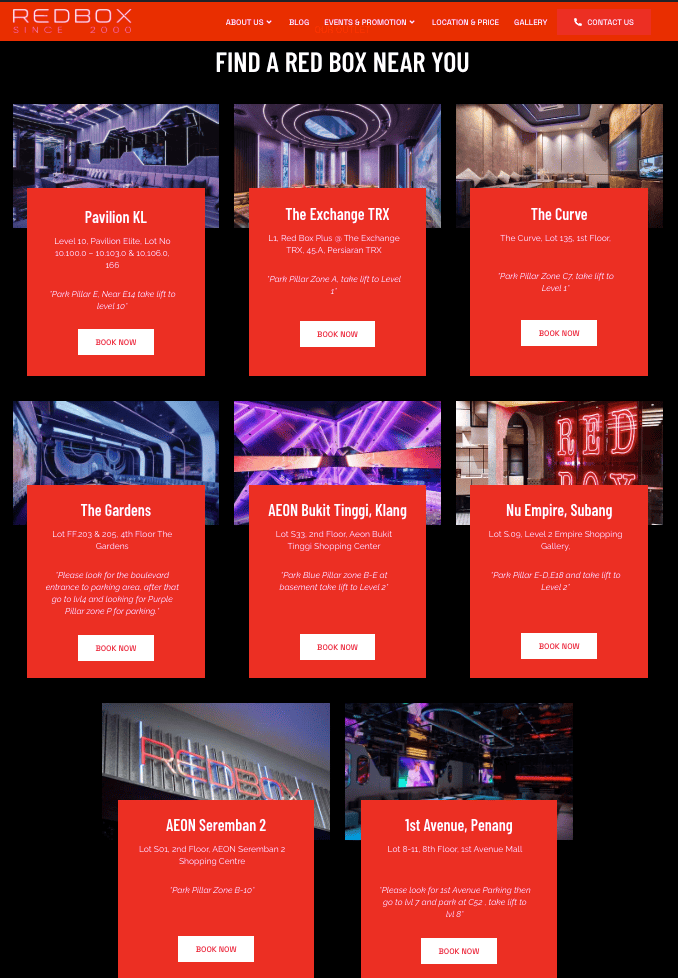 REDBOX
SINCE 2000
ABOUT US
BLOG
EVENTS & PROMOTION
LOCATION & PRICE
GALLERY
CONTACT US
FIND A RED BOX NEAR YOU
Pavilion KL
Level 10, Pavilion Elite, Lot No
10.100.0 – 10.103.0 & 10.106.0,
166
"Park Pillar E, Near E14 take lift to
level 10"
BOOK NOW
The Exchange TRX
L1, Red Box Plus @ The Exchange
TRX, 45.A, Persiaran TRX
"Park Pillar Zone A, take lift to Level
1"
BOOK NOW
The Curve
The Curve, Lot 135, 1st Floor,
"Park Pillar Zone C7, take lift to
Level 1"
BOOK NOW
The Gardens
Lot FF.203 & 205, 4th Floor The
Gardens
"Please look for the boulevard
entrance to parking area, after that
go to lvl4 and looking for Purple
Pillar zone P for parking."
BOOK NOW
AEON Bukit Tinggi, Klang
Lot S33, 2nd Floor, Aeon Bukit
Tinggi Shopping Center
"Park Blue Pillar zone B-E at
basement take lift to Level 2"
BOOK NOW
RED
BOX
Nu Empire, Subang
Lot S.09, Level 2 Empire Shopping
Gallery,
"Park Pillar E-D,E18 and take lift to
Level 2"
BOOK NOW
REDBOX
AEON Seremban 2
Lot S01, 2nd Floor, AEON Seremban 2
Shopping Centre
"Park Pillar Zone B-10"
BOOK NOW
1st Avenue, Penang
Lot 8-11, 8th Floor, 1st Avenue Mall
"Please look for 1st Avenue Parking then
go to lvl 7 and park at C52 , take lift to
lvl 8"
BOOK NOW